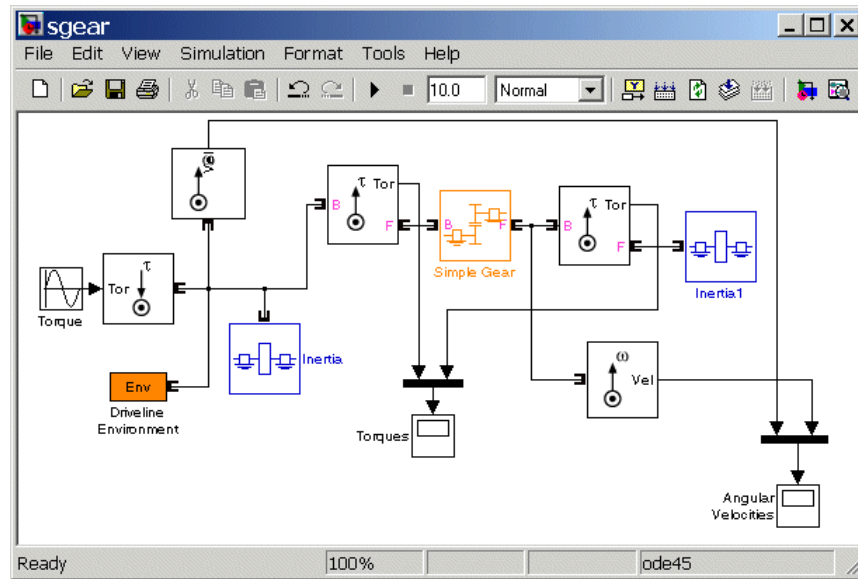 sgear
File Edit View Simulation Format Tools Help
10.0 Normal
Vel ω
τ Tor
B F
B F
Simple Gear
τ Tor
B F
Inertia1
Torque
Tor τ
Inertia
Env
Driveline
Environment
Torques
ω
Vel
Angular
Velocities
Ready 100% ode45